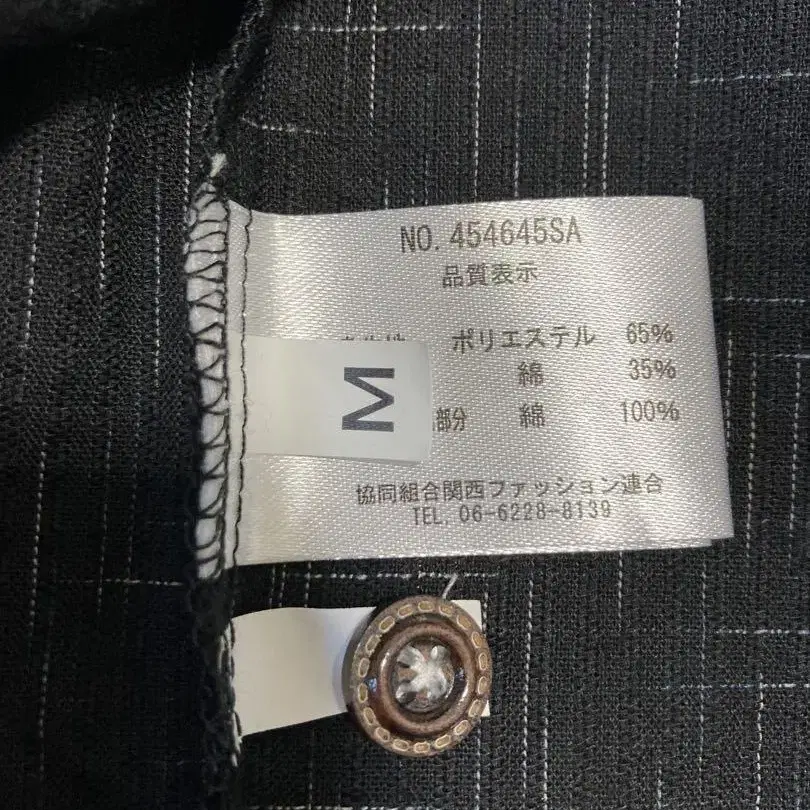 NO. 454645SA
品質表示
ポリエステル 65%
綿 35%
部分 綿 100%
M
協同組合関西ファッション連合
TEL. 06-6228-8139